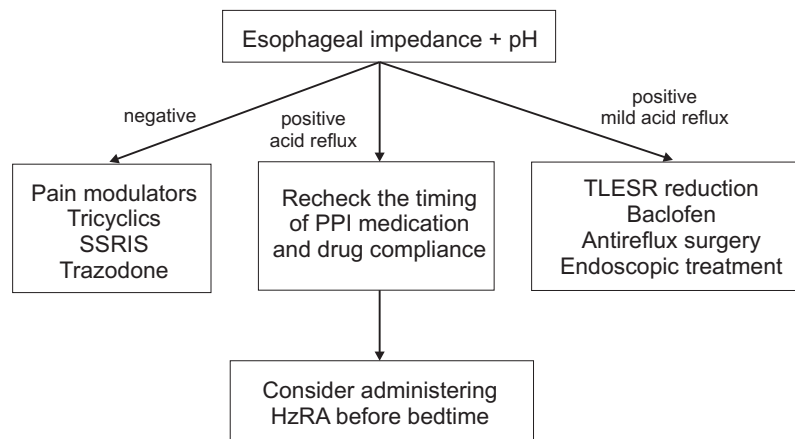 Esophageal impedance + pH
negative
positive
acid reflux
positive
mild acid reflux
Pain modulators
Tricyclics
SSRIS
Trazodone
Recheck the timing
of PPI medication
and drug compliance
TLESR reduction
Baclofen
Antireflux surgery
Endoscopic treatment
Consider administering
HzRA before bedtime